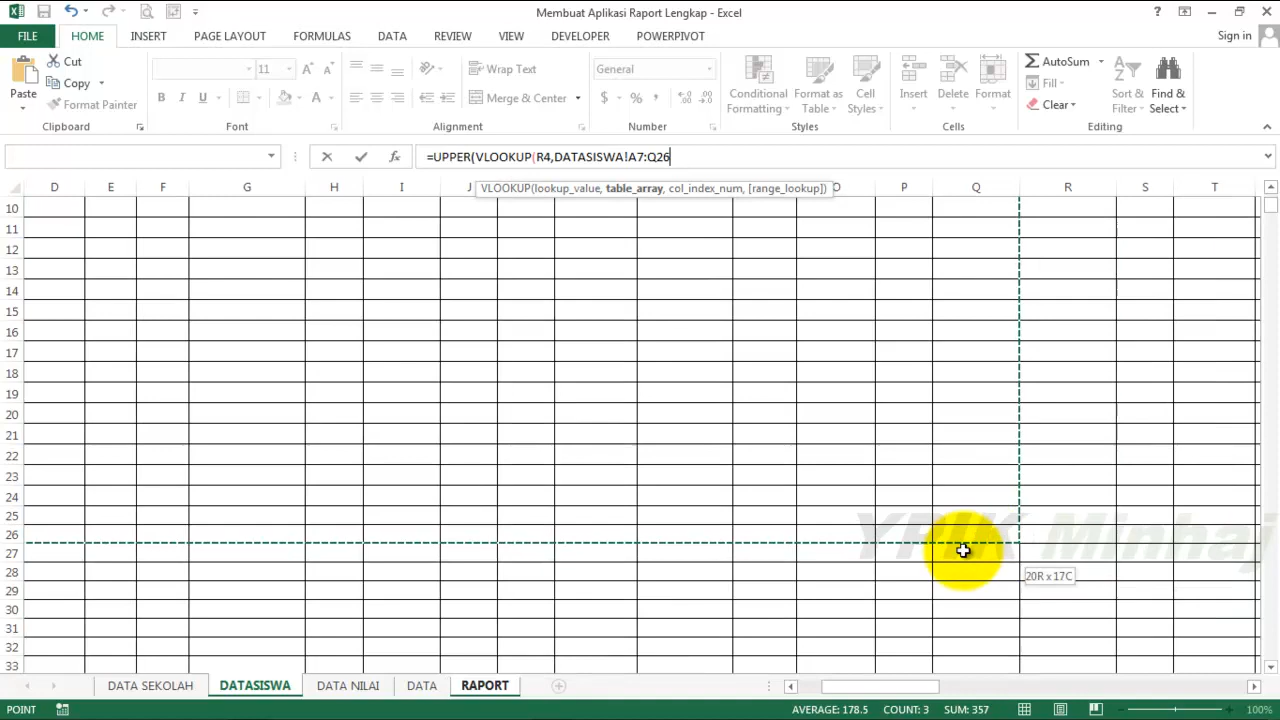 Membuat Aplikasi Raport Lengkap - Excel
FILE HOME INSERT PAGE LAYOUT FORMULAS DATA REVIEW VIEW DEVELOPER POWERPIVOT Sign in
Paste
Cut
Copy
Format Painter
Clipboard
11
B I U
Font
Wrap Text
Merge & Center
Alignment
General
$ % ,
Number
Conditional Formatting
Format as Table
Cell Styles
Styles
Insert
Delete
Format
Cells
AutoSum
Fill
Clear
Sort & Filter
Find & Select
Editing
=UPPER(VLOOKUP(R4,DATASISWA!A7:Q26
VLOOKUP(lookup_value, table_array, col_index_num, [range_lookup])
D E F G H I J O P Q R S T
10
11
12
13
14
15
16
17
18
19
20
21
22
23
24
25
26
27
28
29
30
31
32
33
YPIK Minhaj
20R x 17C
DATA SEKOLAH DATASISWA DATA NILAI DATA RAPORT
POINT AVERAGE: 178.5 COUNT: 3 SUM: 357 100%